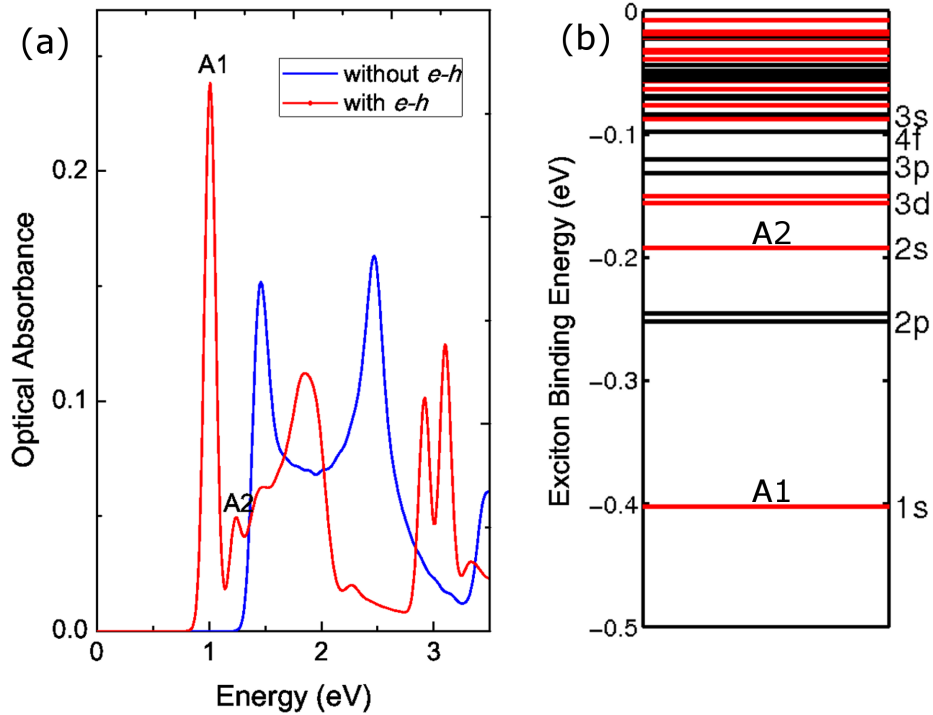 (a)
A1
without e-h
with e-h
A2
Optical Absorbance
0.2
0.1
0.0
0
1
2
3
Energy (eV)
(b)
Exciton Binding Energy (eV)
0
−0.1
−0.2
−0.3
−0.4
−0.5
3s
4f
3p
3d
A2
2s
2p
A1
1s